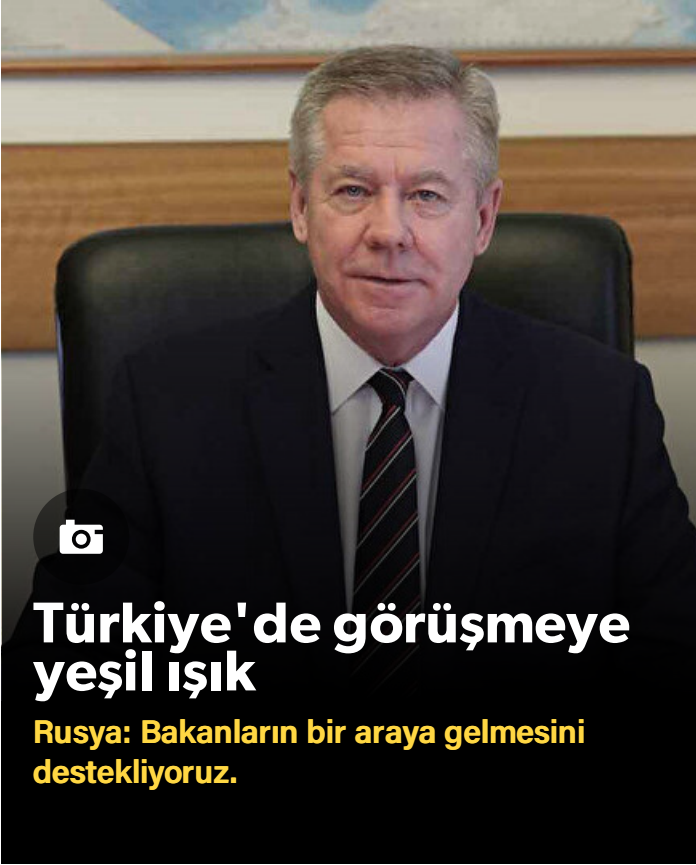 Türkiye'de görüşmeye
yeşil ışık
Rusya: Bakanların bir araya gelmesini
destekliyoruz.